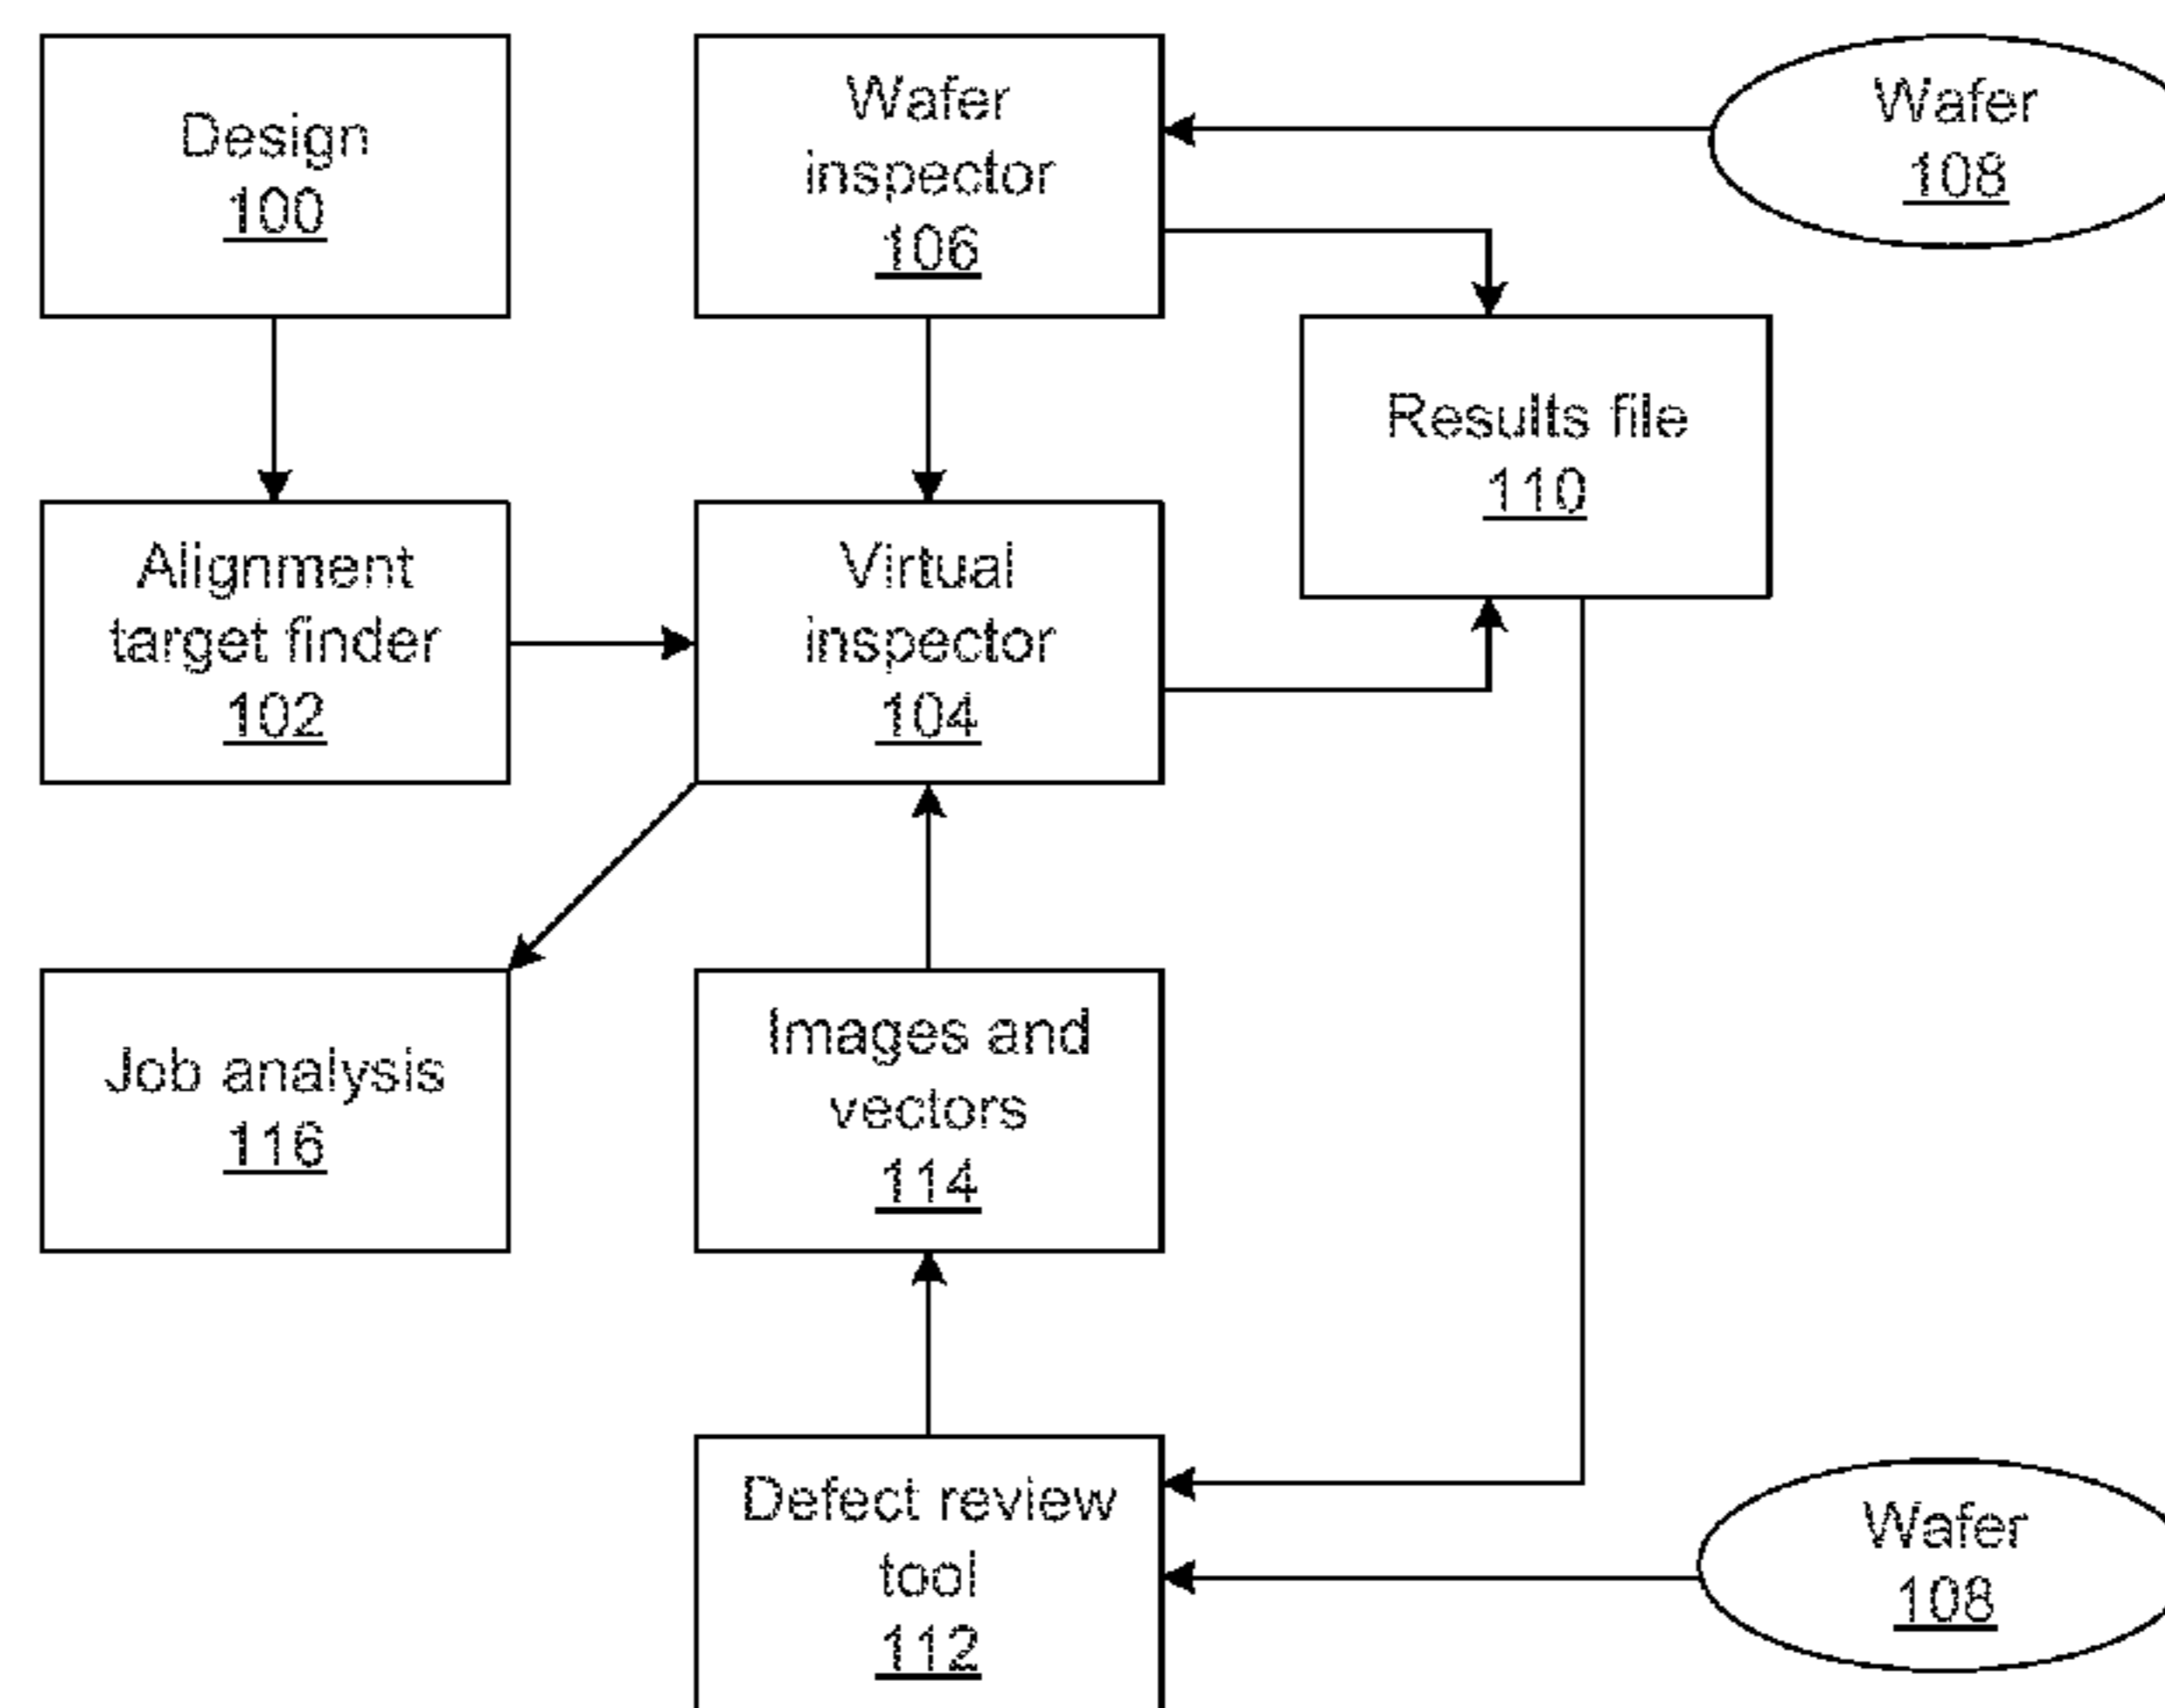 Design
100
Wafer
inspector
106
Wafer
108
Results file
110
Alignment
target finder
102
Virtual
inspector
104
Job analysis
116
Images and
vectors
114
Defect review
tool
112
Wafer
108